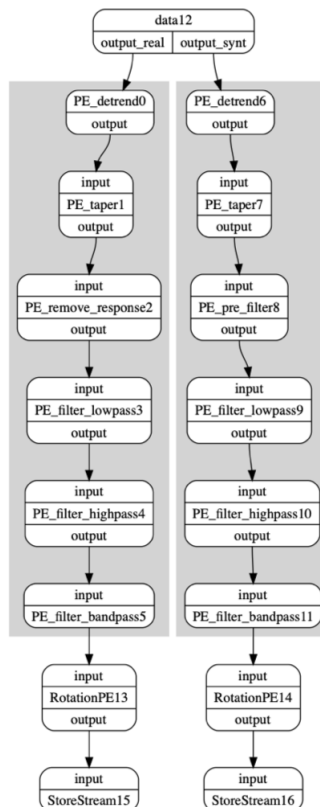 data12
output_real output_synt
PE_detrend0
output
input
PE_taper1
output
input
PE_remove_response2
output
input
PE_filter_lowpass3
output
input
PE_filter_highpass4
output
input
PE_filter_bandpass5
input
RotationPE13
output
input
StoreStream15
PE_detrend6
output
input
PE_taper7
output
input
PE_pre_filter8
output
input
PE_filter_lowpass9
output
input
PE_filter_highpass10
output
input
PE_filter_bandpass11
input
RotationPE14
output
input
StoreStream16